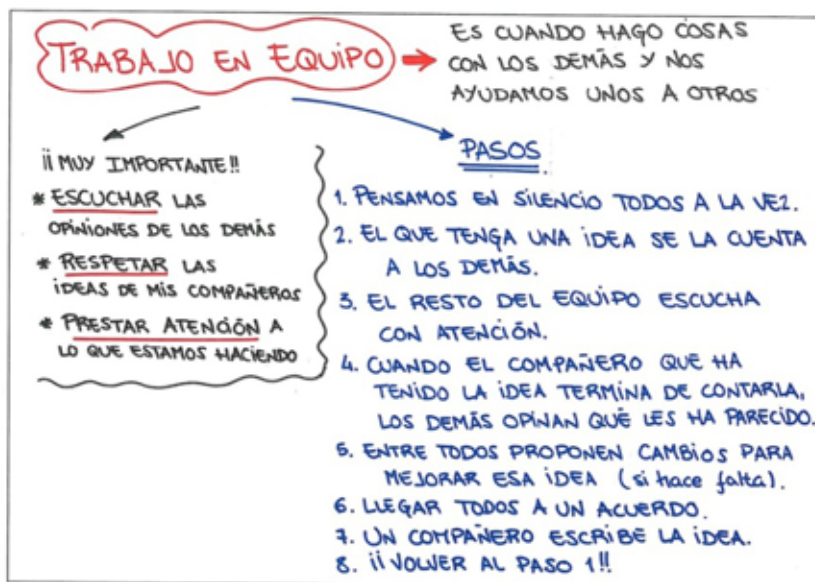 TRABAJO EN EQUIPO
ES CUANDO HAGO COSAS
CON LOS DEMÁS Y NOS
AYUDAMOS UNOS A OTROS
¡¡MUY IMPORTANTE!!
* ESCUCHAR LAS
OPINIONES DE LOS DEMÁS
* RESPETAR LAS
IDEAS DE MIS COMPAÑEROS
* PRESTAR ATENCIÓN A
LO QUE ESTAMOS HACIENDO
PASOS
1. PENSAMOS EN SILENCIO TODOS A LA VEZ.
2. EL QUE TENGA UNA IDEA SE LA CUENTA
A LOS DEMÁS.
3. EL RESTO DEL EQUIPO ESCUCHA
CON ATENCIÓN.
4. CUANDO EL COMPAÑERO QUE HA
TENIDO LA IDEA TERMINA DE CONTARLA,
LOS DEMÁS OPINAN QUÉ LES HA PARECIDO.
5. ENTRE TODOS PROPONEN CAMBIOS PARA
MEJORAR ESA IDEA (si hace falta).
6. LLEGAR TODOS A UN ACUERDO.
7. UN COMPAÑERO ESCRIBE LA IDEA.
8. ¡¡VOLVER AL PASO 1!!